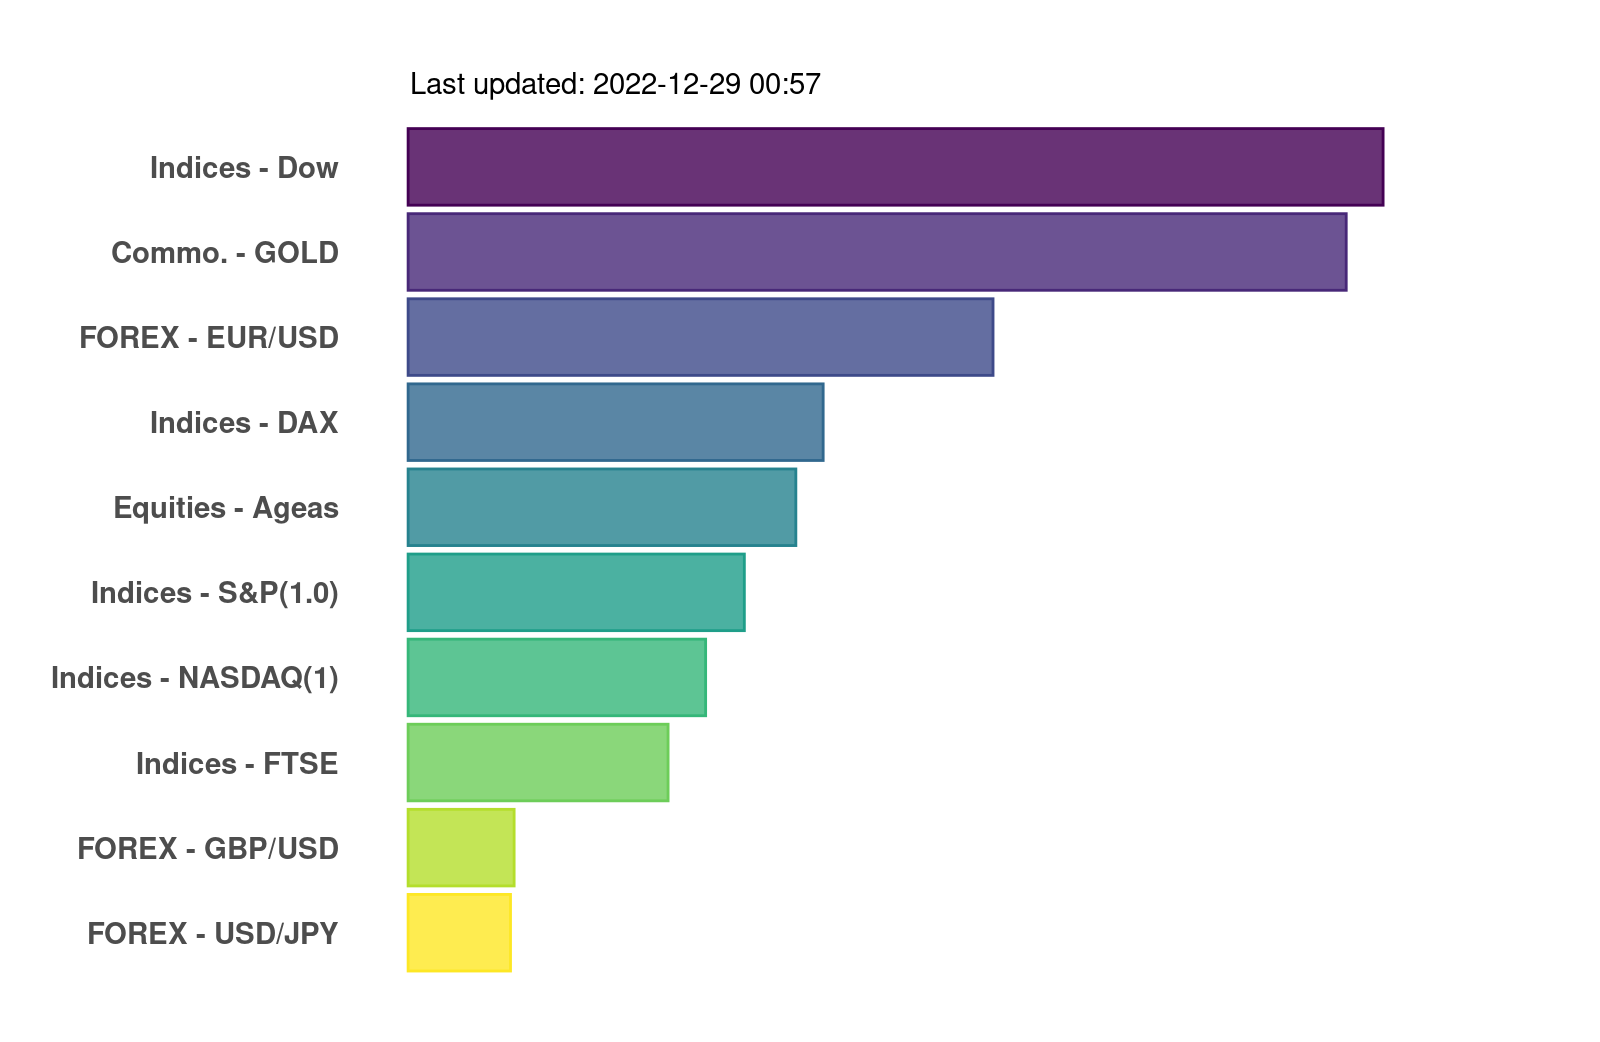 Last updated: 2022-12-29 00:57
Indices - Dow
Commo. - GOLD
FOREX - EUR/USD
Indices - DAX
Equities - Ageas
Indices - S&P(1.0)
Indices - NASDAQ(1)
Indices - FTSE
FOREX - GBP/USD
FOREX - USD/JPY